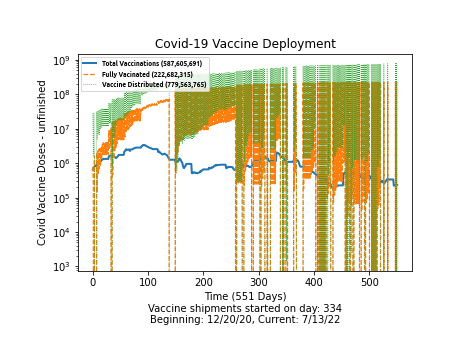 Covid-19 Vaccine Deployment
Total Vaccinations (587,605,691)
Fully Vacinated (222,682,315)
Vaccine Distributed (779,563,765)
Covid Vaccine Doses - unfinished
10⁹
10⁸
10⁷
10⁶
10⁵
10⁴
10³
0 100 200 300 400 500
Time (551 Days)
Vaccine shipments started on day: 334
Beginning: 12/20/20, Current: 7/13/22